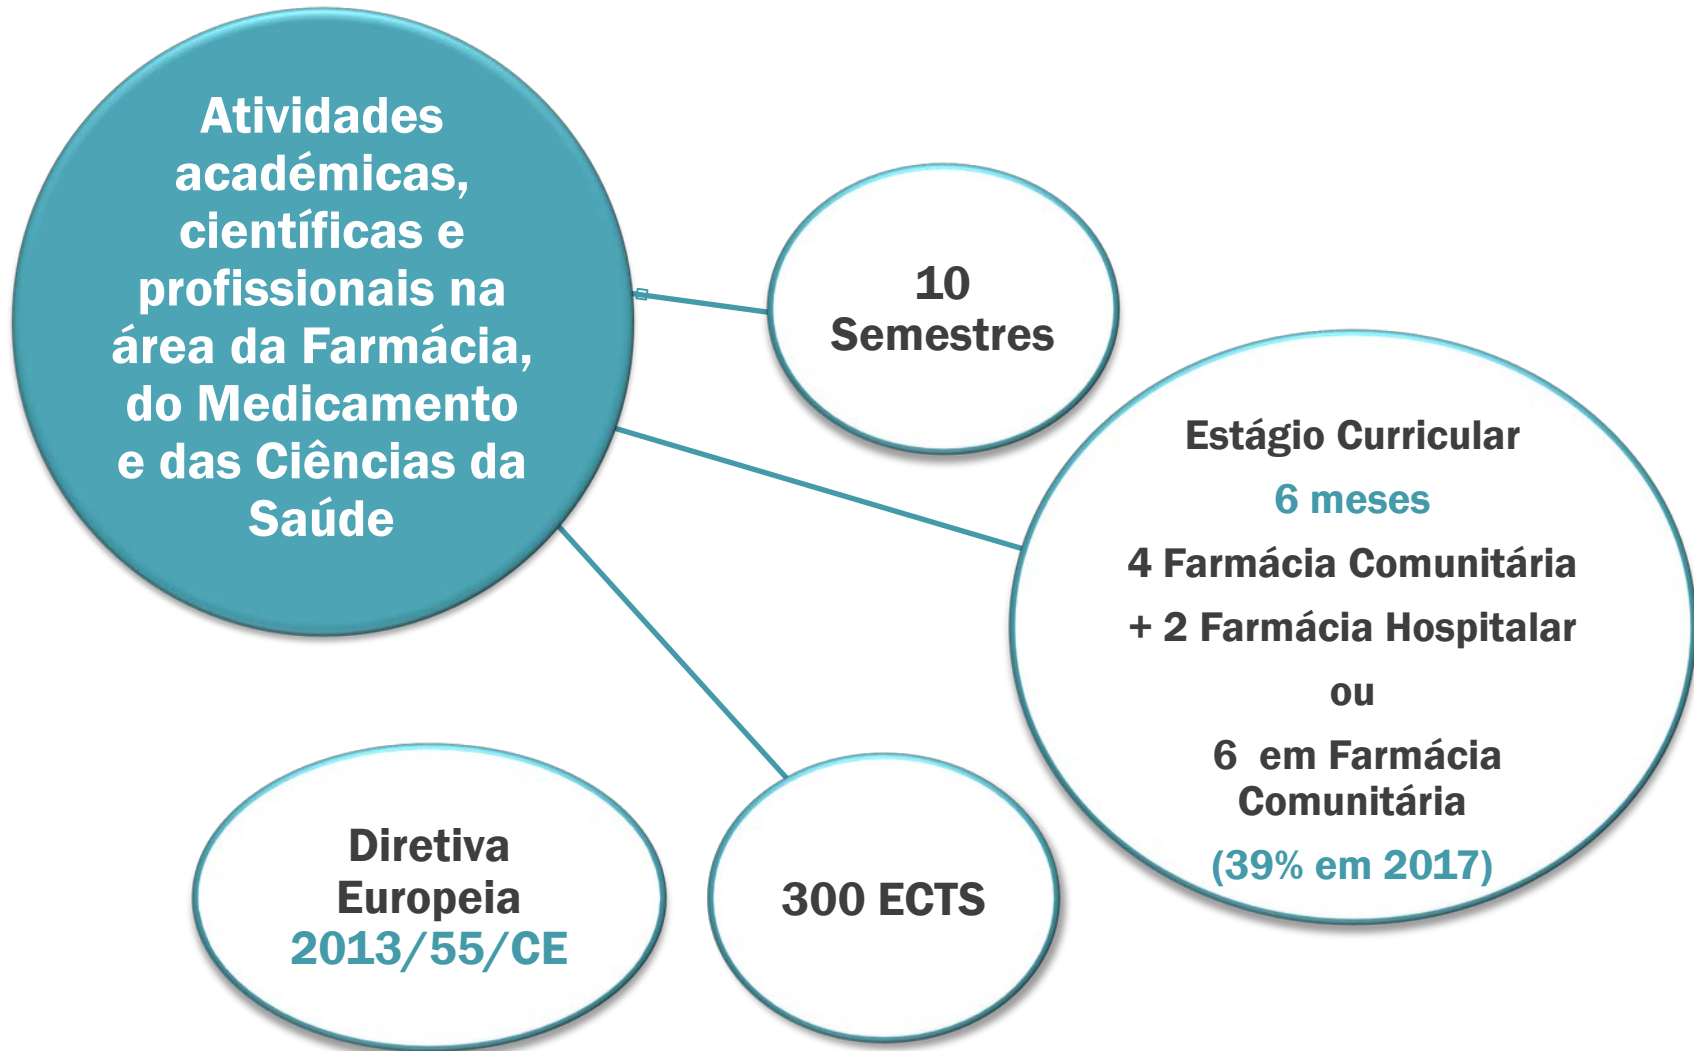 Atividades
académicas,
científicas e
profissionais na
área da Farmácia,
do Medicamento
e das Ciências da
Saúde
10
Semestres
Estágio Curricular
6 meses
4 Farmácia Comunitária
+ 2 Farmácia Hospitalar
ou
6 em Farmácia
Comunitária
(39% em 2017)
Diretiva
Europeia
2013/55/CE
300 ECTS